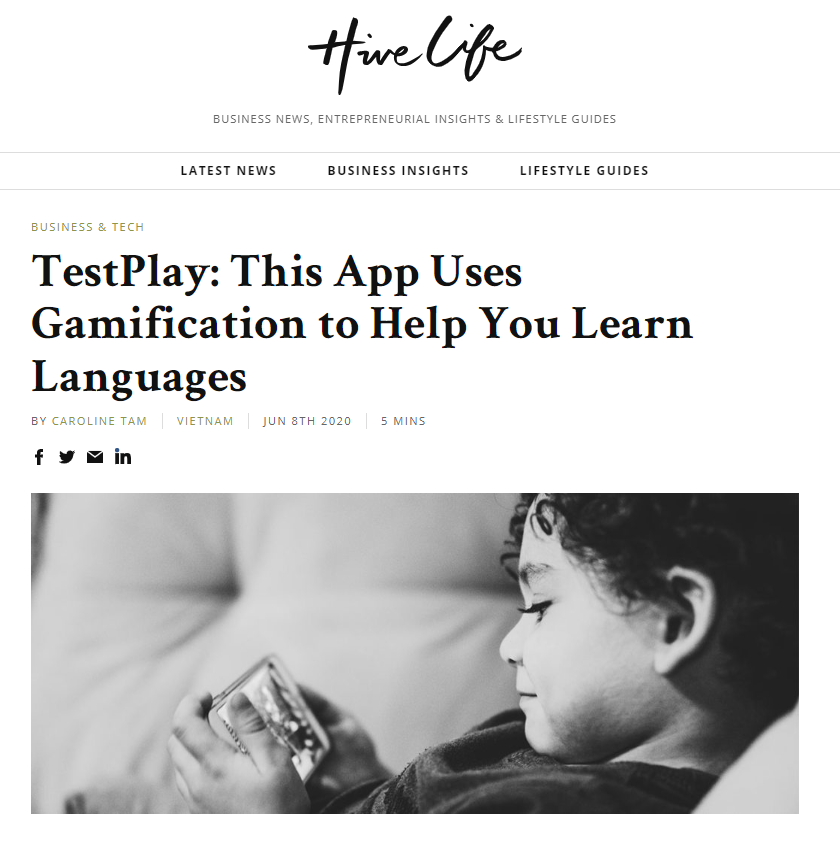 Hive Life
BUSINESS NEWS, ENTREPRENEURIAL INSIGHTS & LIFESTYLE GUIDES
LATEST NEWS BUSINESS INSIGHTS LIFESTYLE GUIDES
BUSINESS & TECH
TestPlay: This App Uses
Gamification to Help You Learn
Languages
BY CAROLINE TAM VIETNAM JUN 8TH 2020 5 MINS